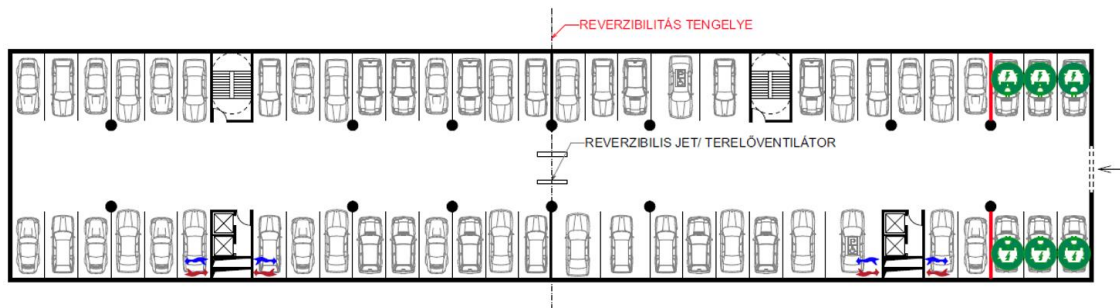 REVERZIBILITÁS TENGELYE
REVERZIBILIS JET/ TERELŐVENTILÁTOR